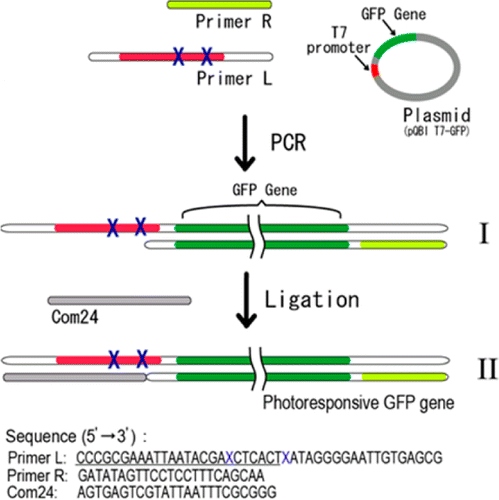 Primer R
GFP Gene
T7
promoter
X X
Primer L
Plasmid
(pQBI T7-GFP)
PCR
GFP Gene
X X
I
Com24
Ligation
X X
II
Photoresponsive GFP gene
Sequence (5'→3') :
Primer L: CCCGCGAAATTAATACGAXCTCACTXATAGGGGAATTGTGAGCG
Primer R: GATATAGTTCCTCCTTTCAGCAA
Com24: AGTGAGTCGTATTAATTTCGCGGG